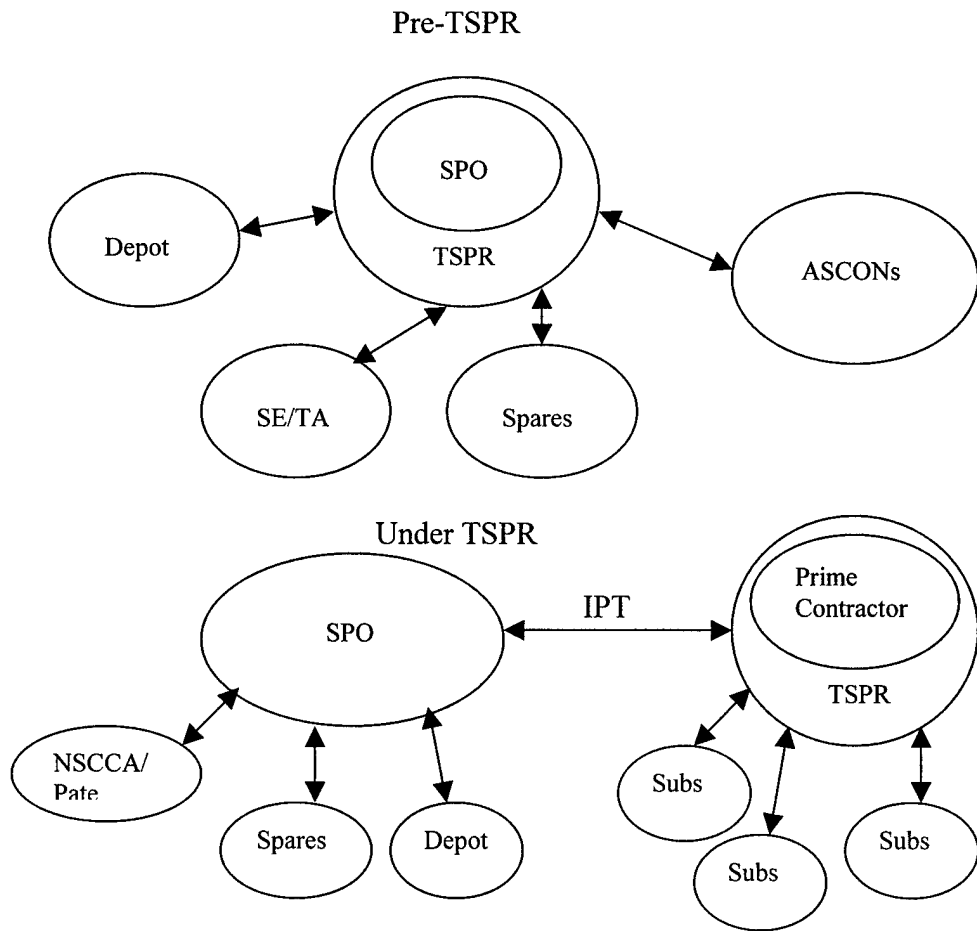 Pre-TSPR
SPO
TSPR
Depot
ASCONs
SE/TA
Spares
Under TSPR
SPO
IPT
Prime
Contractor
TSPR
NSCCA/
Pate
Spares
Depot
Subs
Subs
Subs